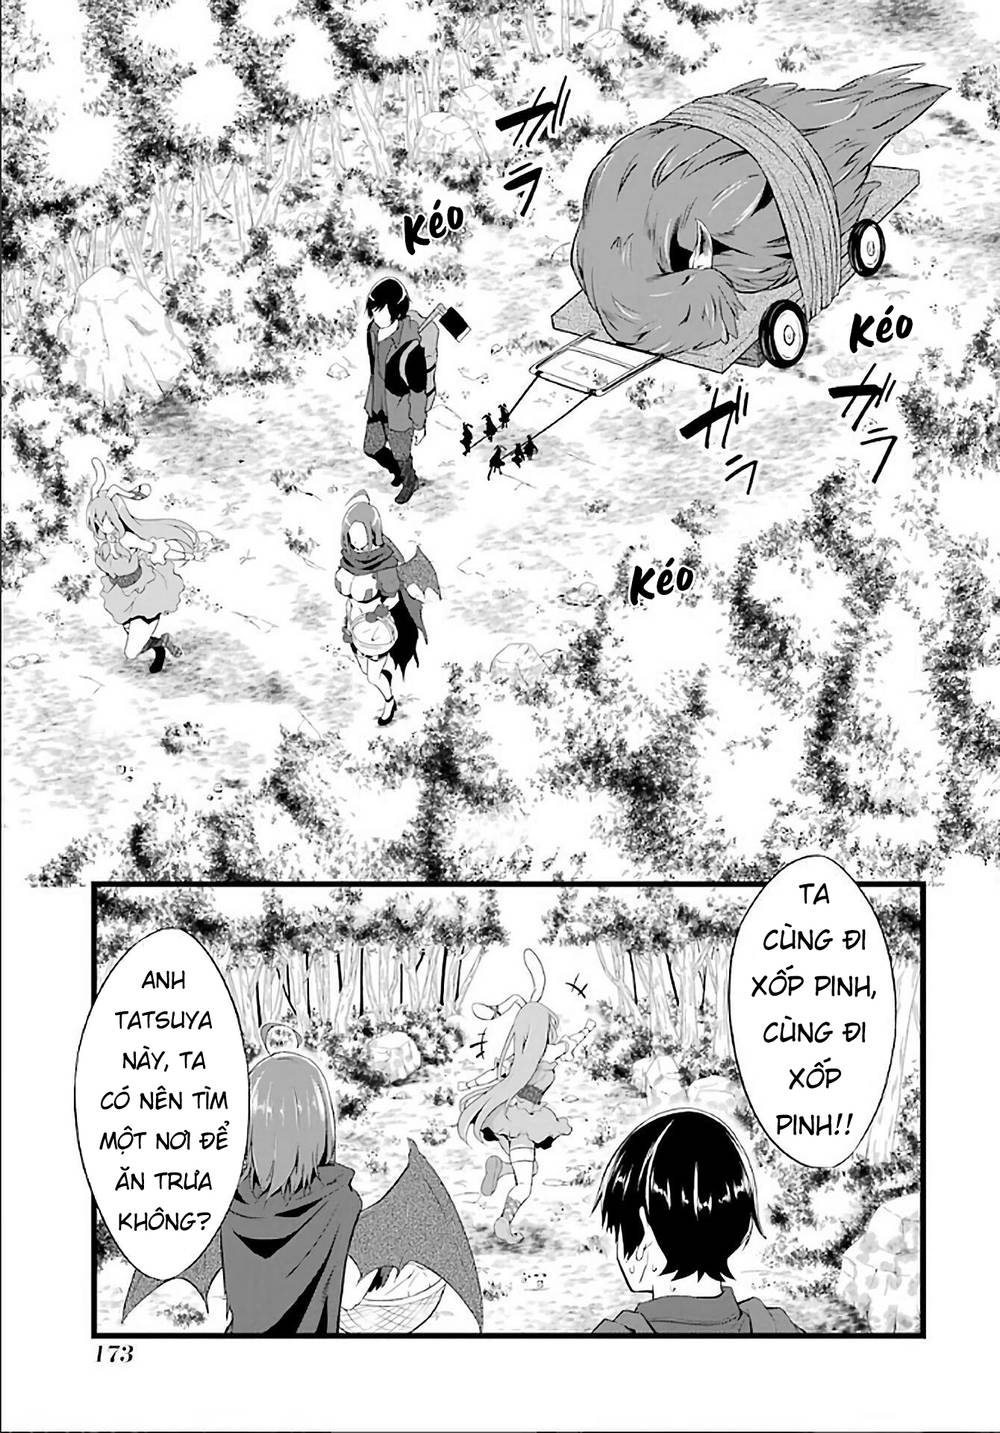 ガラ
Kéo
Kéo
ガラ
ガラ
Kéo
TA
CÙNG ĐI
XỐP PINH,
CÙNG ĐI
XỐP
PINH!!
ANH
TATSUYA
NÀY, TA
CÓ NÊN TÌM
MỘT NƠI ĐỂ
ĂN TRƯA
KHÔNG?
173